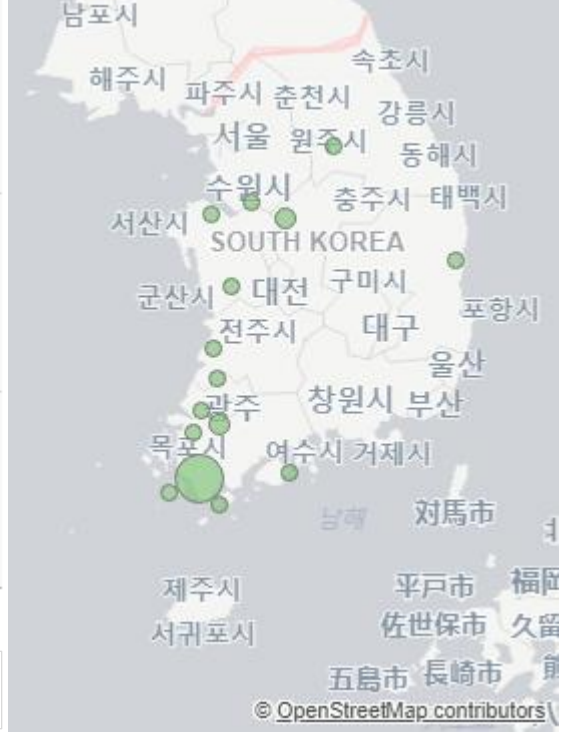 남포시
속초시
해주시
파주시 춘천시
강릉시
서울 원주시
동해시
수원시
충주시 태백시
서산시
SOUTH KOREA
군산시 대전 구미시
포항시
전주시 대구
울산
광주 창원시 부산
목포시 여수시 거제시
남해 対馬市
제주시 平戸市 福岡
서귀포시 佐世保市 久留
五島市 長崎市
© OpenStreetMap contributors